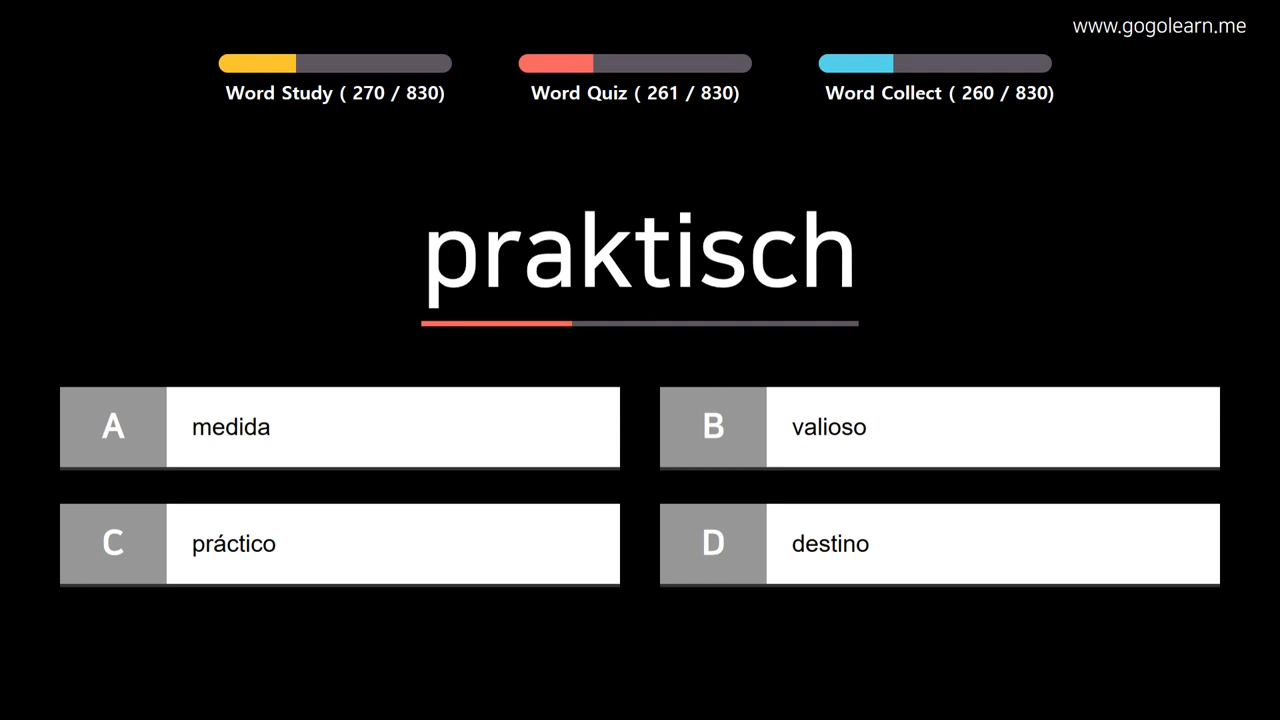 www.gogolearn.me
Word Study ( 270 / 830)
Word Quiz ( 261 / 830)
Word Collect ( 260 / 830)
praktisch
A medida
B valioso
C práctico
D destino